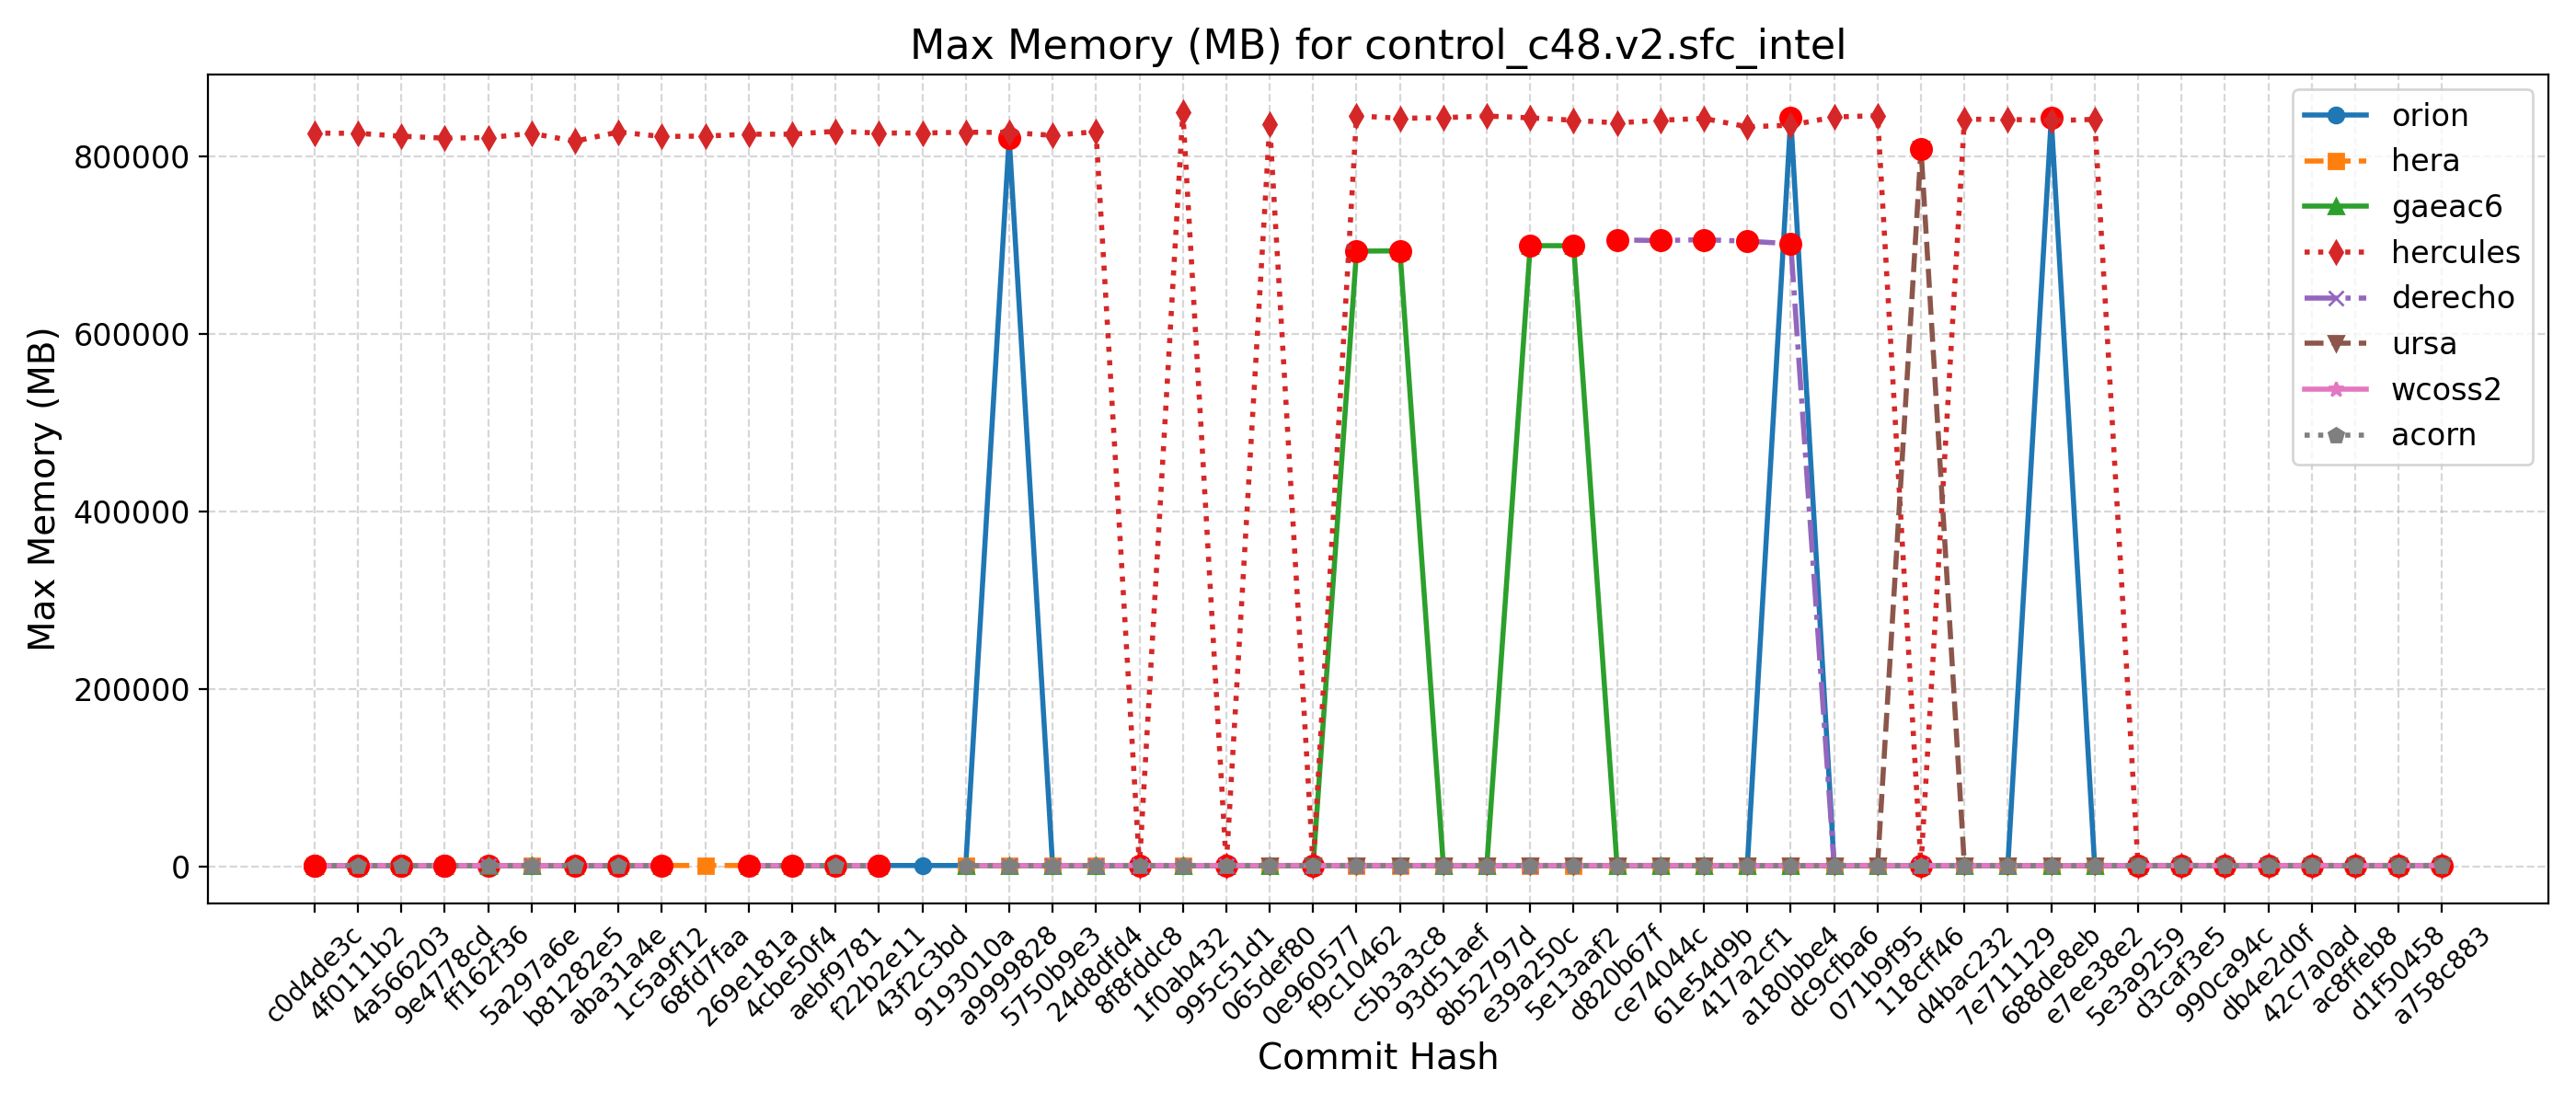 Max Memory (MB) for control_c48.v2.sfc_intel
Max Memory (MB)
800000
600000
400000
200000
0
orion
hera
gaeac6
hercules
derecho
ursa
wcoss2
acorn
c0d4de3c
4f0111b2
4a566203
9e4778cd
ff162f36
5a297a6e
b81282e5
aba31a4e
1c5a9f12
68fd7faa
269e181a
4cbe50f4
aebf9781
f22b2e11
43f2c3bd
9193010a
a9999828
5750b9e3
24d8dfd4
8f8fddc8
1f0ab432
995c51d1
065def80
0e960577
f9c10462
c5b3a3c8
93d51aef
8b52797d
e39a250c
5e13aaf2
d820b67f
ce74044c
61e54d9b
417a2cf1
a180bbe4
dc9cfba6
071b9f95
118cff46
d4bac232
7e711129
688de8eb
e7ee38e2
5e3a9259
d3caf3e5
990ca94c
db4e2d0f
42c7a0ad
ac8ffeb8
d1f50458
a758c883
Commit Hash